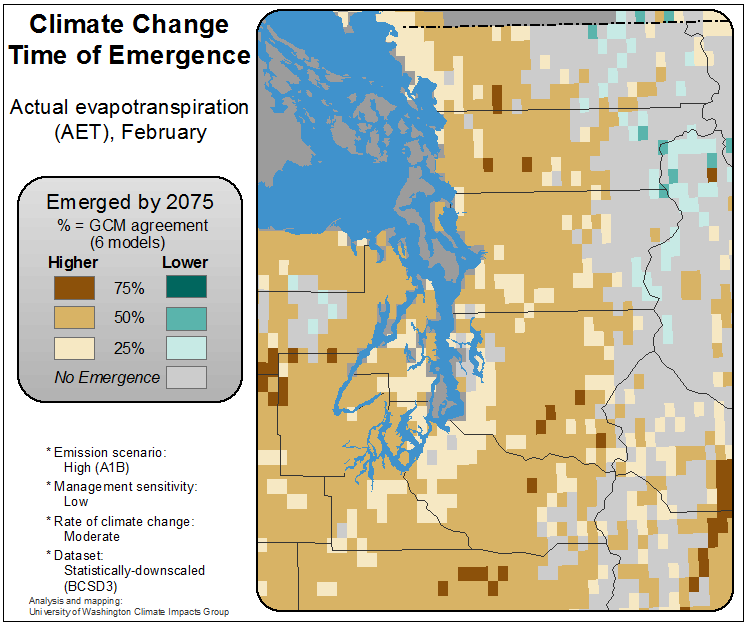 Climate Change
Time of Emergence
Actual evapotranspiration
(AET), February
Emerged by 2075
% = GCM agreement
(6 models)
Higher Lower
75%
50%
25%
No Emergence
* Emission scenario:
High (A1B)
* Management sensitivity:
Low
* Rate of climate change:
Moderate
* Dataset:
Statistically-downscaled
(BCSD3)
Analysis and mapping:
University of Washington Climate Impacts Group